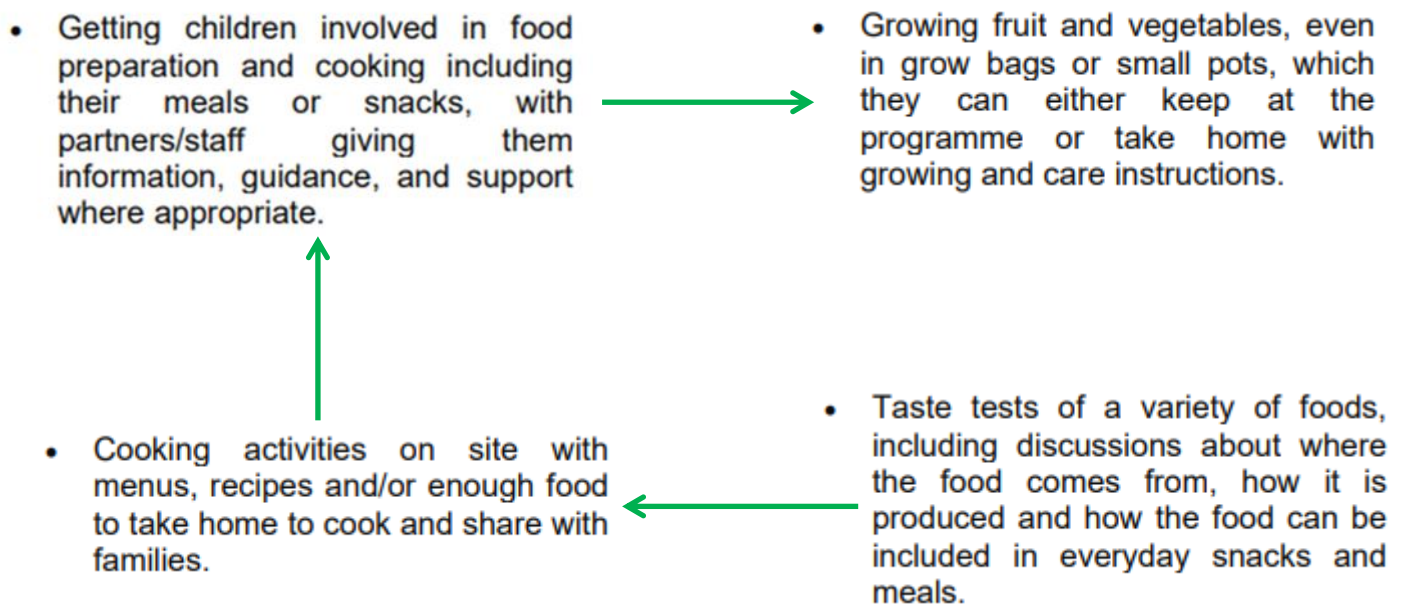 • Getting children involved in food
preparation and cooking including
their meals or snacks, with
partners/staff giving them
information, guidance, and support
where appropriate.
• Growing fruit and vegetables, even
in grow bags or small pots, which
they can either keep at the
programme or take home with
growing and care instructions.
• Cooking activities on site with
menus, recipes and/or enough food
to take home to cook and share with
families.
• Taste tests of a variety of foods,
including discussions about where
the food comes from, how it is
produced and how the food can be
included in everyday snacks and
meals.